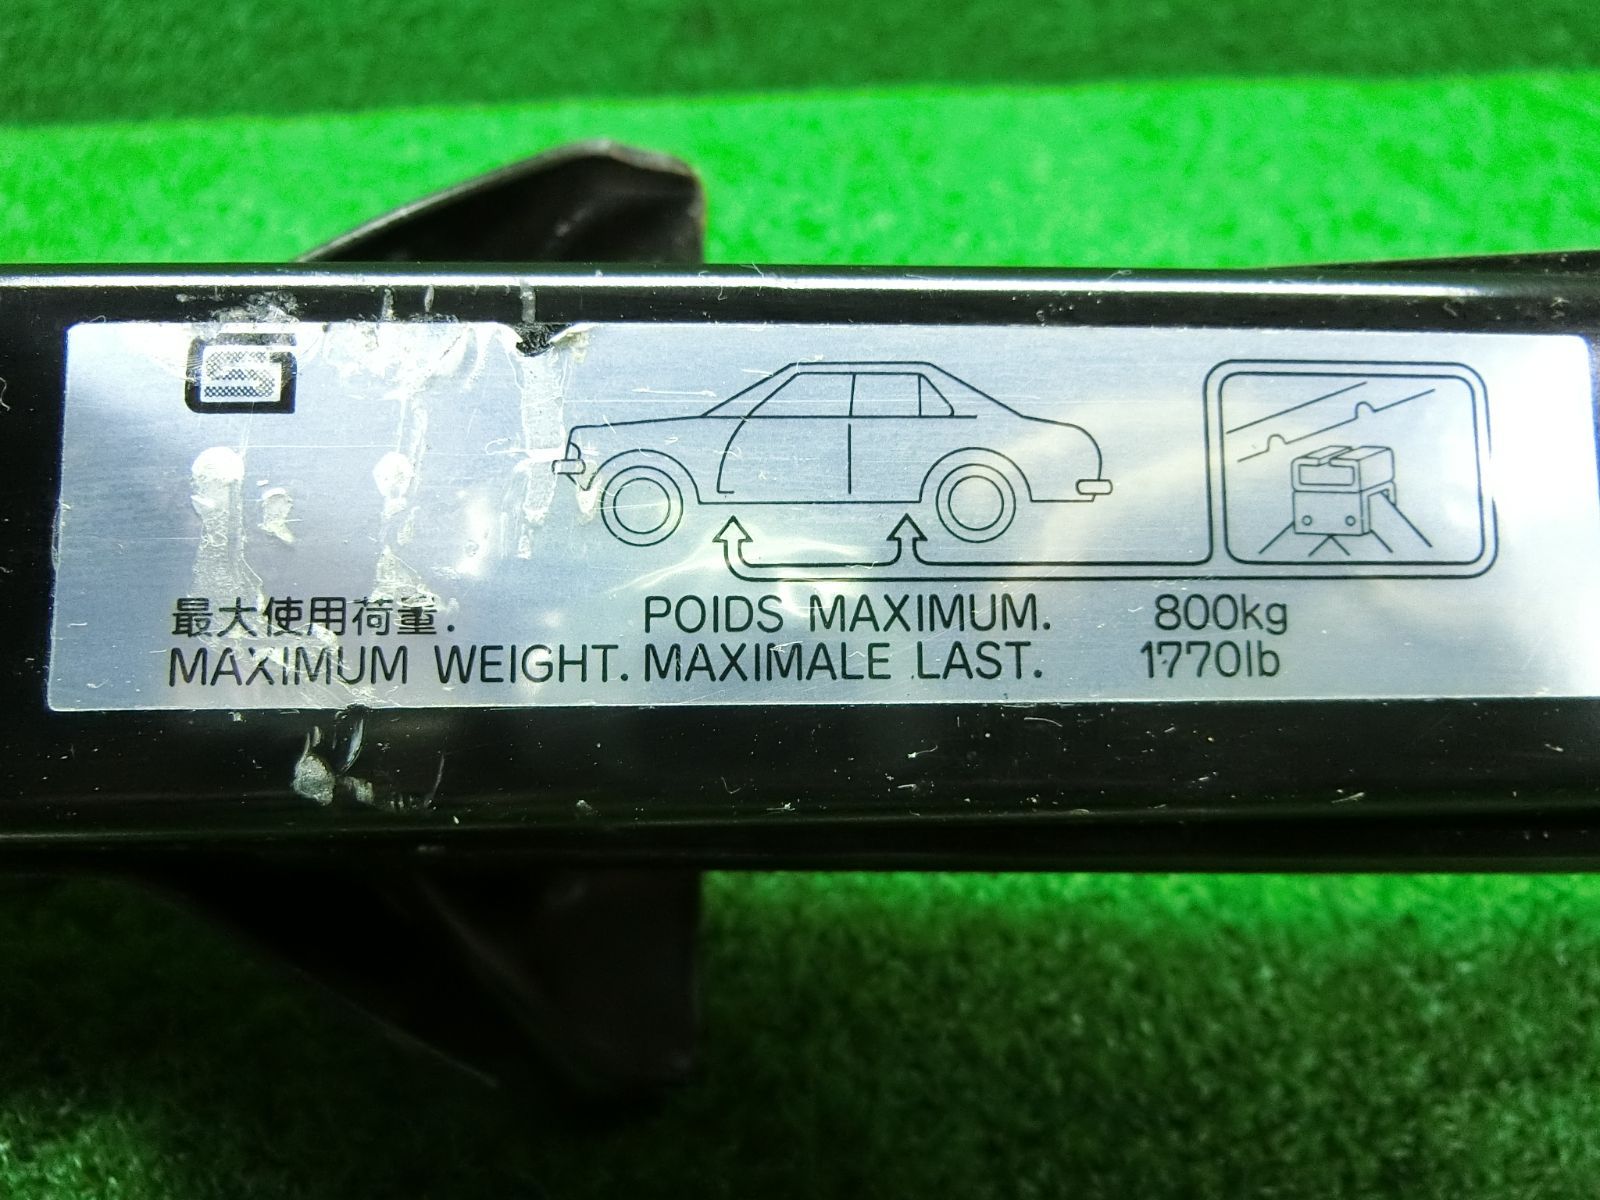 最大使用荷重. POIDS MAXIMUM. 800kg
MAXIMUM WEIGHT. MAXIMALE LAST. 1770lb